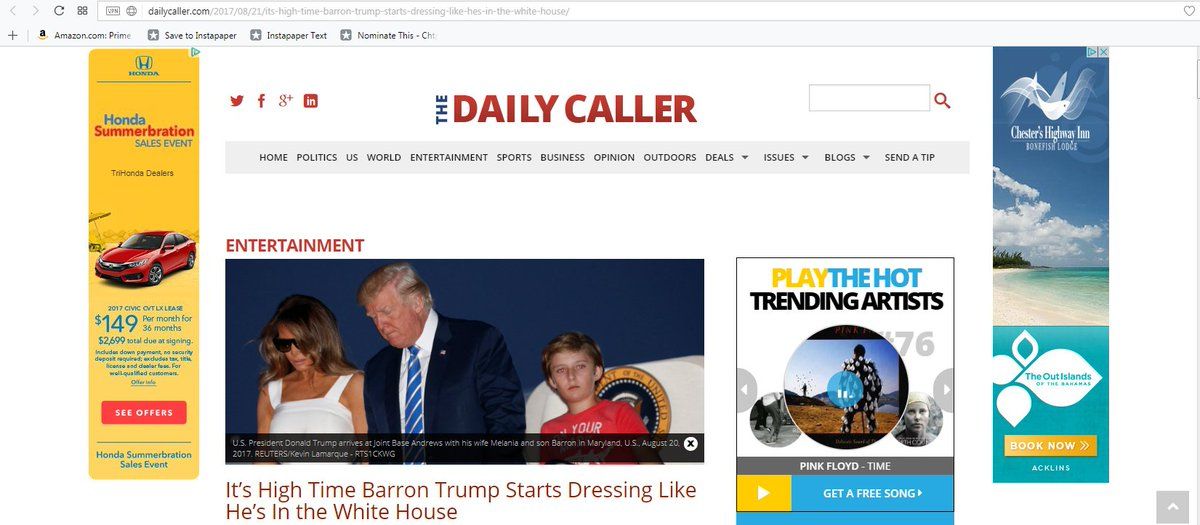 dailycaller.com/2017/08/21/its-high-time-barron-trump-starts-dressing-like-hes-in-the-white-house/
VPN
Amazon.com: Prime
Save to Instapaper
Instapaper Text
Nominate This - Cht
HONDA
Honda
Summerbration
SALES EVENT
TriHonda Dealers
2017 CIVIC CVT LX LEASE
$149 Per month for
36 months
$2,699 total due at signing.
Includes down payment, no security
deposit required; excludes tax, title,
license and dealer fees. For
well-qualified customers.
Offer Info
SEE OFFERS
Honda Summerbration
Sales Event
THE DAILY CALLER
HOME POLITICS US WORLD ENTERTAINMENT SPORTS BUSINESS OPINION OUTDOORS DEALS ISSUES BLOGS SEND A TIP
ENTERTAINMENT
U.S. President Donald Trump arrives at Joint Base Andrews with his wife Melania and son Barron in Maryland, U.S., August 20,
2017. REUTERS/Kevin Lamarque - RTS1CKWG
It's High Time Barron Trump Starts Dressing Like
He's In the White House
PLAY THE HOT
TRENDING ARTISTS
#76
PINK FLOYD
PINK FLOYD - TIME
GET A FREE SONG
Chester's Highway Inn
BONEFISH LODGE
The Out Islands
OF THE BAHAMAS
BOOK NOW
ACKLINS